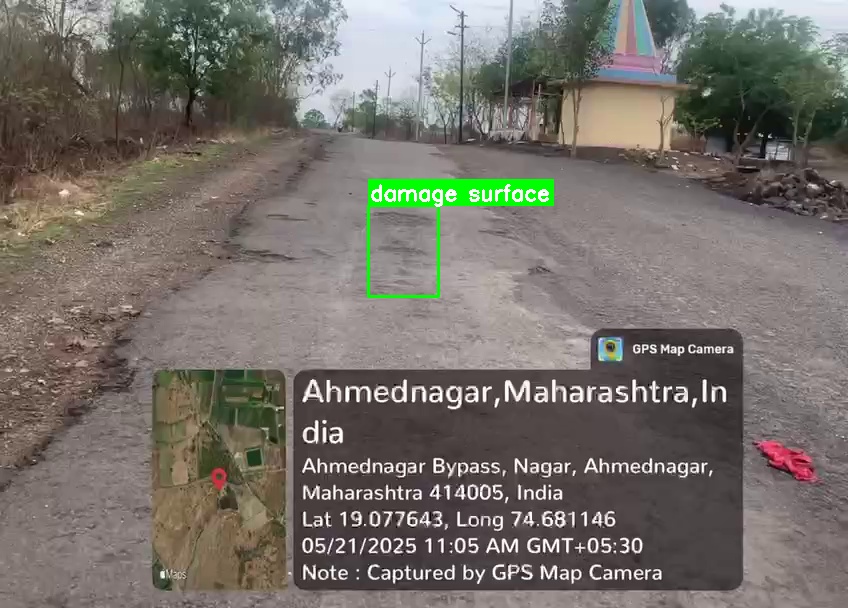 damage surface
GPS Map Camera
Ahmednagar,Maharashtra,In
dia
Ahmednagar Bypass, Nagar, Ahmednagar,
Maharashtra 414005, India
Lat 19.077643, Long 74.681146
05/21/2025 11:05 AM GMT+05:30
Note : Captured by GPS Map Camera
Maps